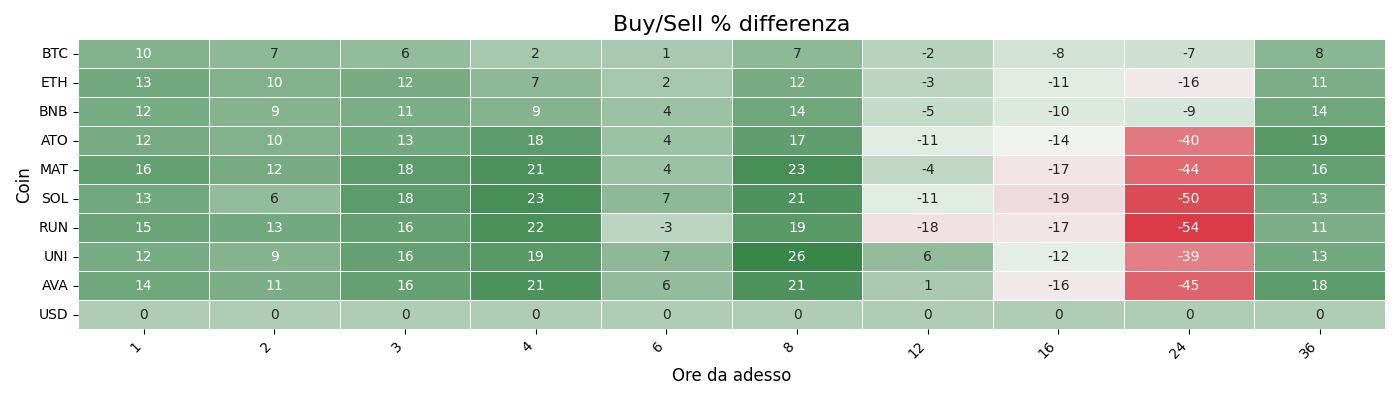 Buy/Sell % differenza
Coin
BTC 10 7 6 2 1 7 -2 -8 -7 8
ETH 13 10 12 7 2 12 -3 -11 -16 11
BNB 12 9 11 9 4 14 -5 -10 -9 14
ATO 12 10 13 18 4 17 -11 -14 -40 19
MAT 16 12 18 21 4 23 -4 -17 -44 16
SOL 13 6 18 23 7 21 -11 -19 -50 13
RUN 15 13 16 22 -3 19 -18 -17 -54 11
UNI 12 9 16 19 7 26 6 -12 -39 13
AVA 14 11 16 21 6 21 1 -16 -45 18
USD 0 0 0 0 0 0 0 0 0 0
1 2 3 4 6 8 12 16 24 36
Ore da adesso